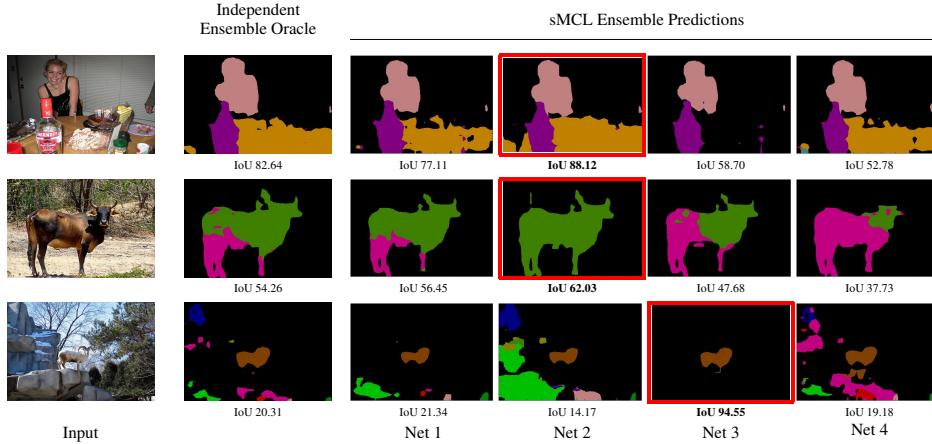 Independent
Ensemble Oracle
sMCL Ensemble Predictions
IoU 82.64
IoU 77.11
IoU 88.12
IoU 58.70
IoU 52.78
IoU 54.26
IoU 56.45
IoU 62.03
IoU 47.68
IoU 37.73
IoU 20.31
IoU 21.34
IoU 14.17
IoU 94.55
IoU 19.18
Input
Net 1
Net 2
Net 3
Net 4